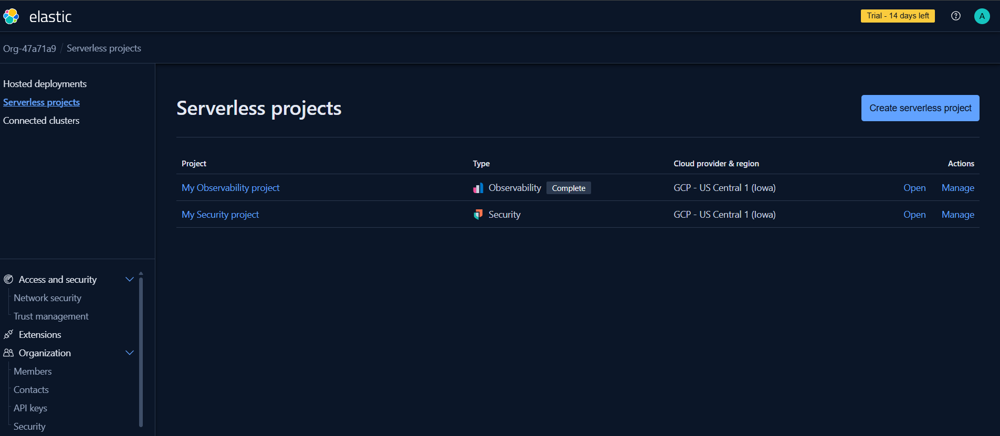 elastic
Trial - 14 days left
A
Org-47a71a9 / Serverless projects
Hosted deployments
Serverless projects
Connected clusters
Serverless projects
Create serverless project
Project Type Cloud provider & region Actions
My Observability project Observability Complete GCP - US Central 1 (Iowa) Open Manage
My Security project Security GCP - US Central 1 (Iowa) Open Manage
Access and security
Network security
Trust management
Extensions
Organization
Members
Contacts
API keys
Security